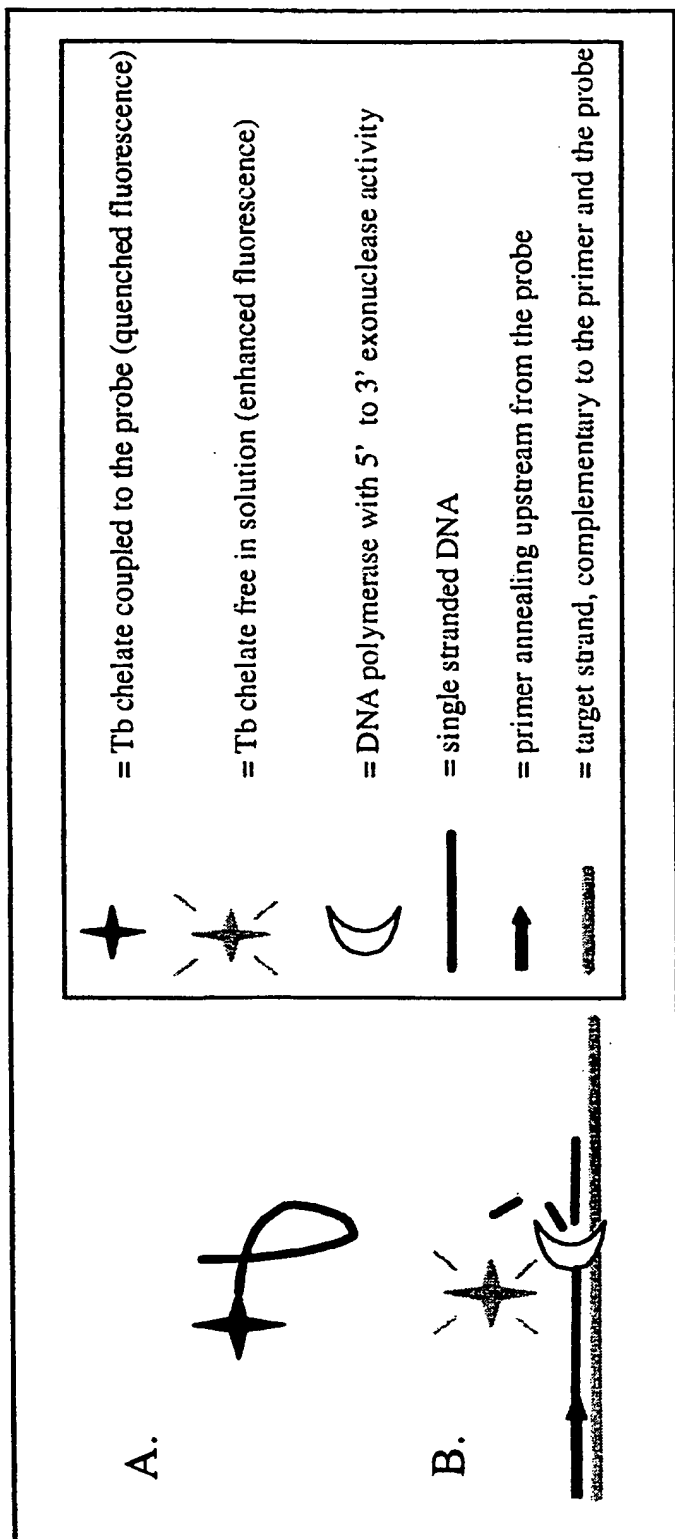 A.
B.
= Tb chelate coupled to the probe (quenched fluorescence)
= Tb chelate free in solution (enhanced fluorescence)
= DNA polymerase with 5' to 3' exonuclease activity
= single stranded DNA
= primer annealing upstream from the probe
= target strand, complementary to the primer and the probe